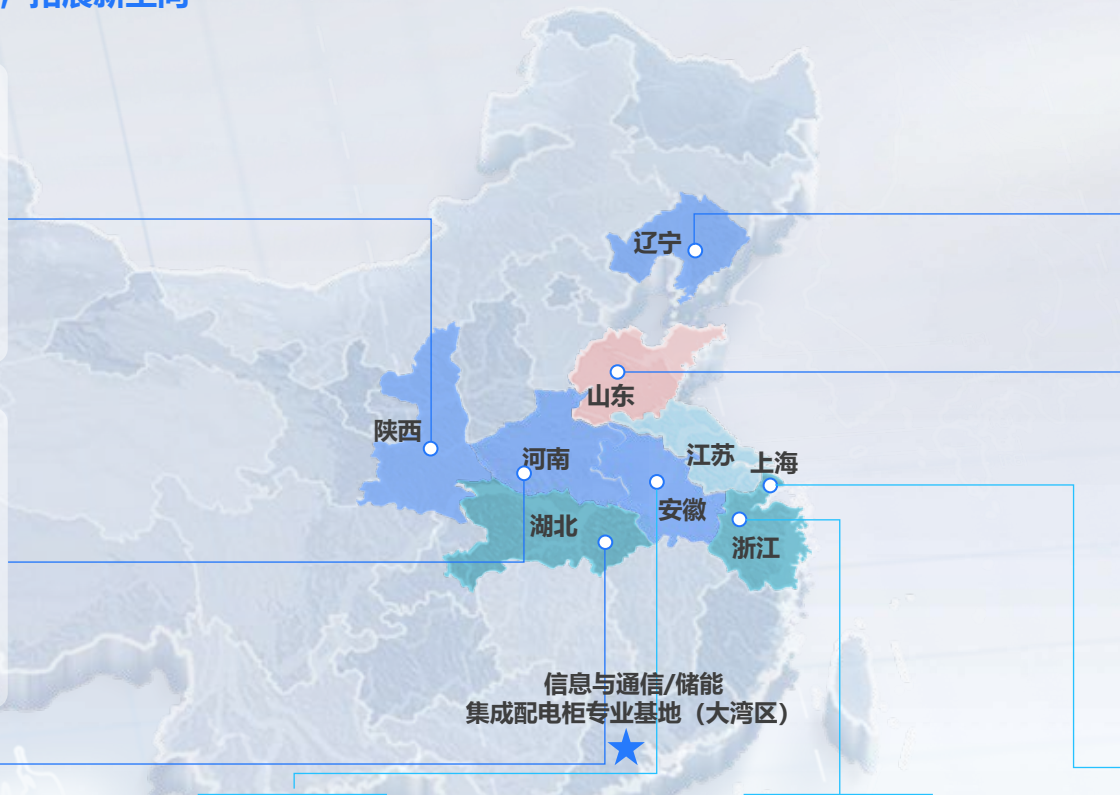 辽宁
山东
陕西
江苏
上海
河南
安徽
湖北
浙江
信息与通信/储能
集成配电柜专业基地（大湾区）